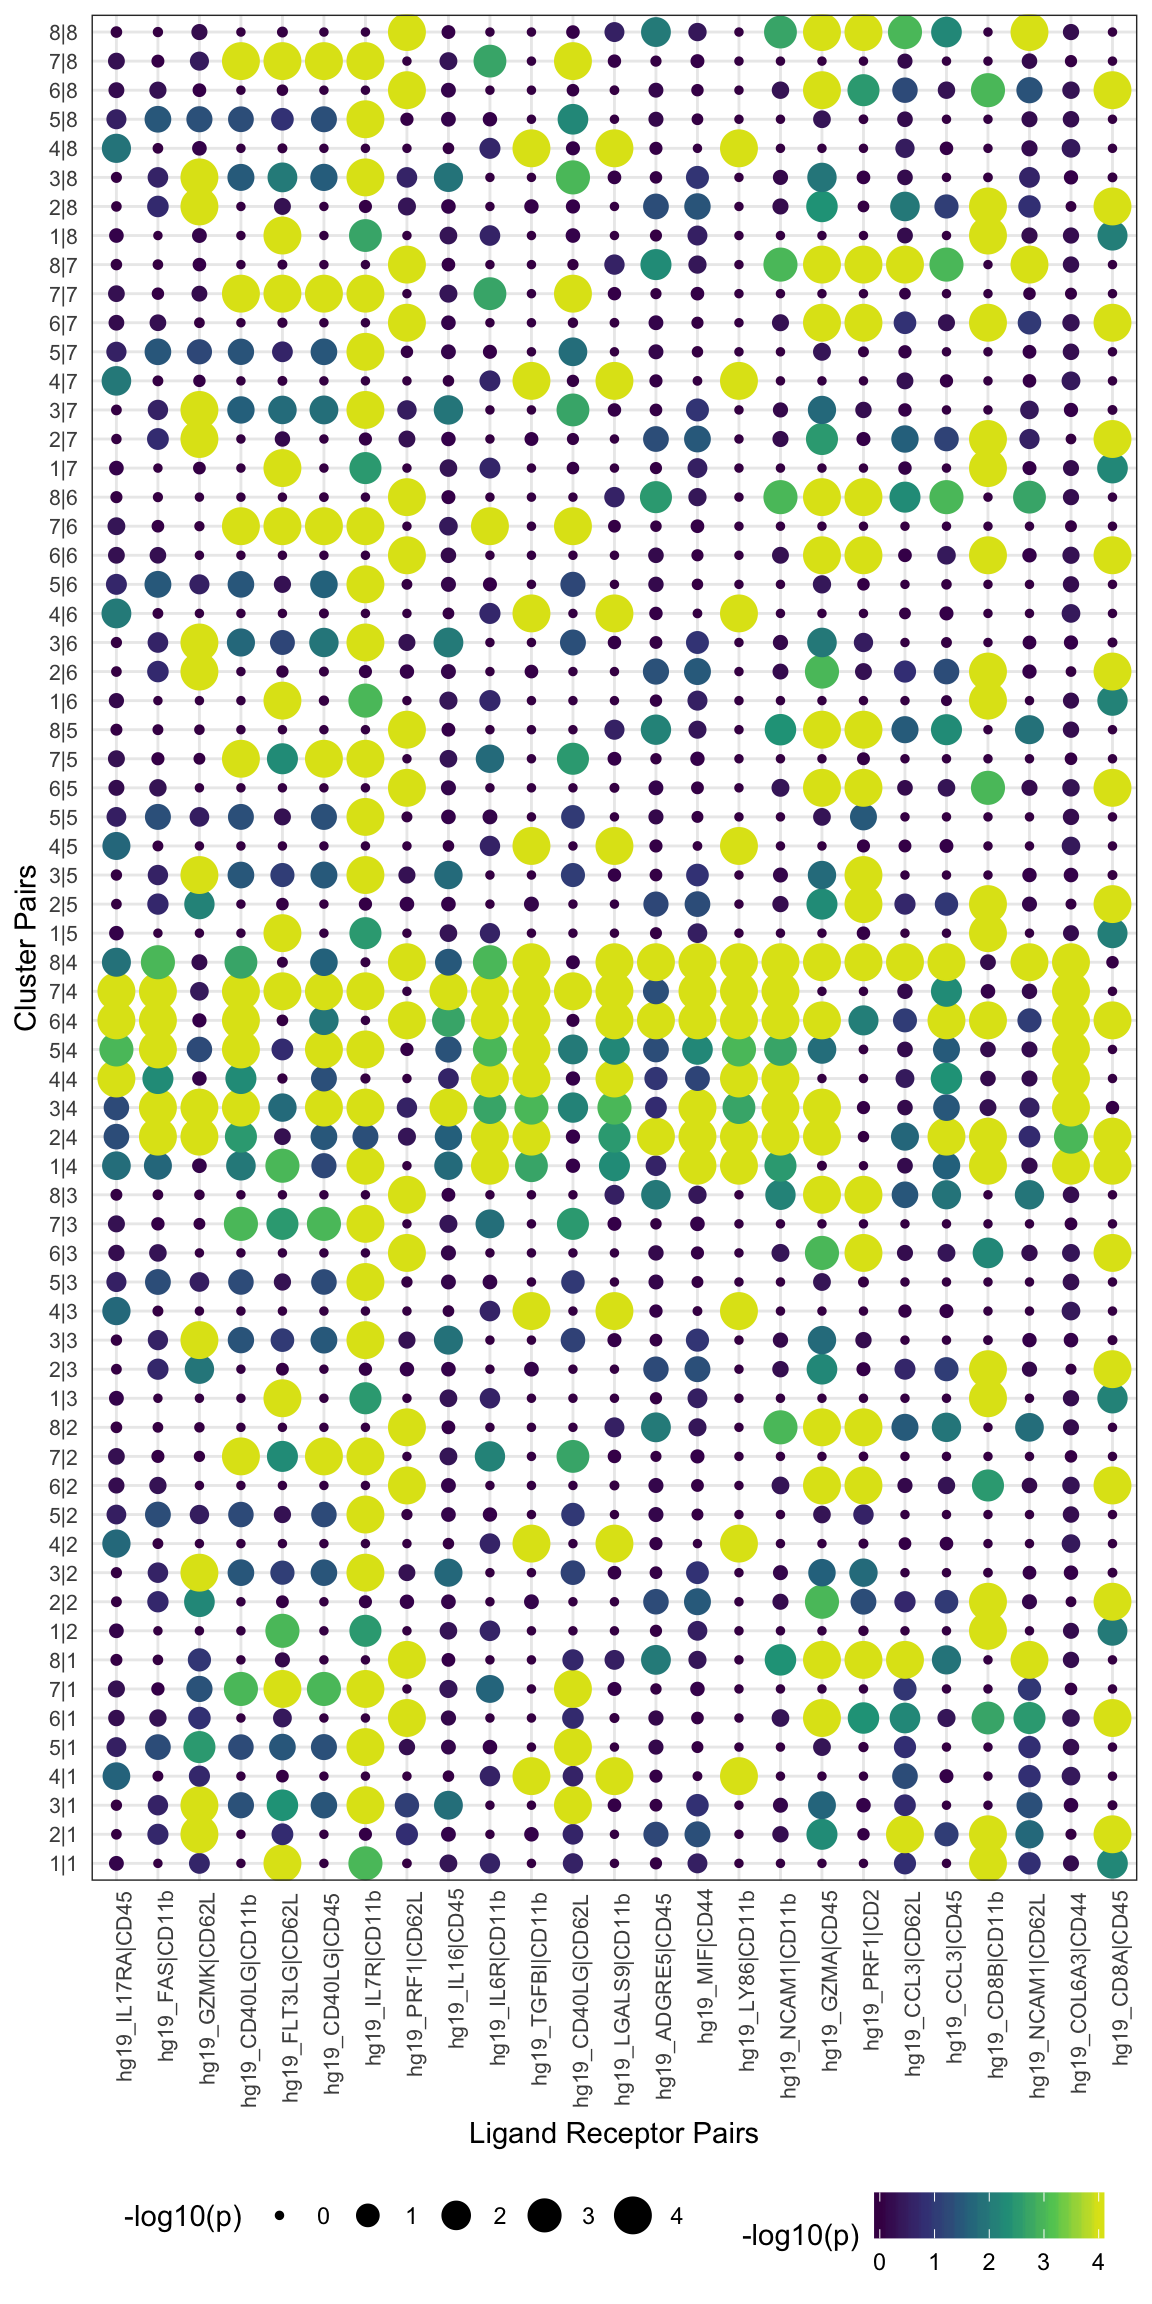 8|8
7|8
6|8
5|8
4|8
3|8
2|8
1|8
8|7
7|7
6|7
5|7
4|7
3|7
2|7
1|7
8|6
7|6
6|6
5|6
4|6
3|6
2|6
1|6
8|5
7|5
6|5
5|5
4|5
3|5
2|5
1|5
8|4
7|4
6|4
5|4
4|4
3|4
2|4
1|4
8|3
7|3
6|3
5|3
4|3
3|3
2|3
1|3
8|2
7|2
6|2
5|2
4|2
3|2
2|2
1|2
8|1
7|1
6|1
5|1
4|1
3|1
2|1
1|1
Cluster Pairs
hg19_IL17RA|CD45
hg19_FAS|CD11b
hg19_GZMK|CD62L
hg19_CD40LG|CD11b
hg19_FLT3LG|CD62L
hg19_CD40LG|CD45
hg19_IL7R|CD11b
hg19_PRF1|CD62L
hg19_IL16|CD45
hg19_IL6R|CD11b
hg19_TGFBI|CD11b
hg19_CD40LG|CD62L
hg19_LGALS9|CD11b
hg19_ADGRE5|CD45
hg19_MIF|CD44
hg19_LY86|CD11b
hg19_NCAM1|CD11b
hg19_GZMA|CD45
hg19_PRF1|CD2
hg19_CCL3|CD62L
hg19_CCL3|CD45
hg19_CD8B|CD11b
hg19_NCAM1|CD62L
hg19_COL6A3|CD44
hg19_CD8A|CD45
Ligand Receptor Pairs
-log10(p) 0 1 2 3 4
-log10(p)
0 1 2 3 4